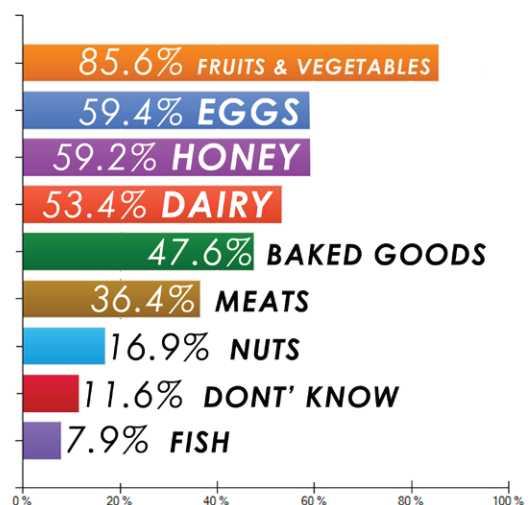 85.6% FRUITS & VEGETABLES
59.4% EGGS
59.2% HONEY
53.4% DAIRY
47.6% BAKED GOODS
36.4% MEATS
16.9% NUTS
11.6% DONT' KNOW
7.9% FISH
0 % 20 % 40 % 60 % 80 % 100 %